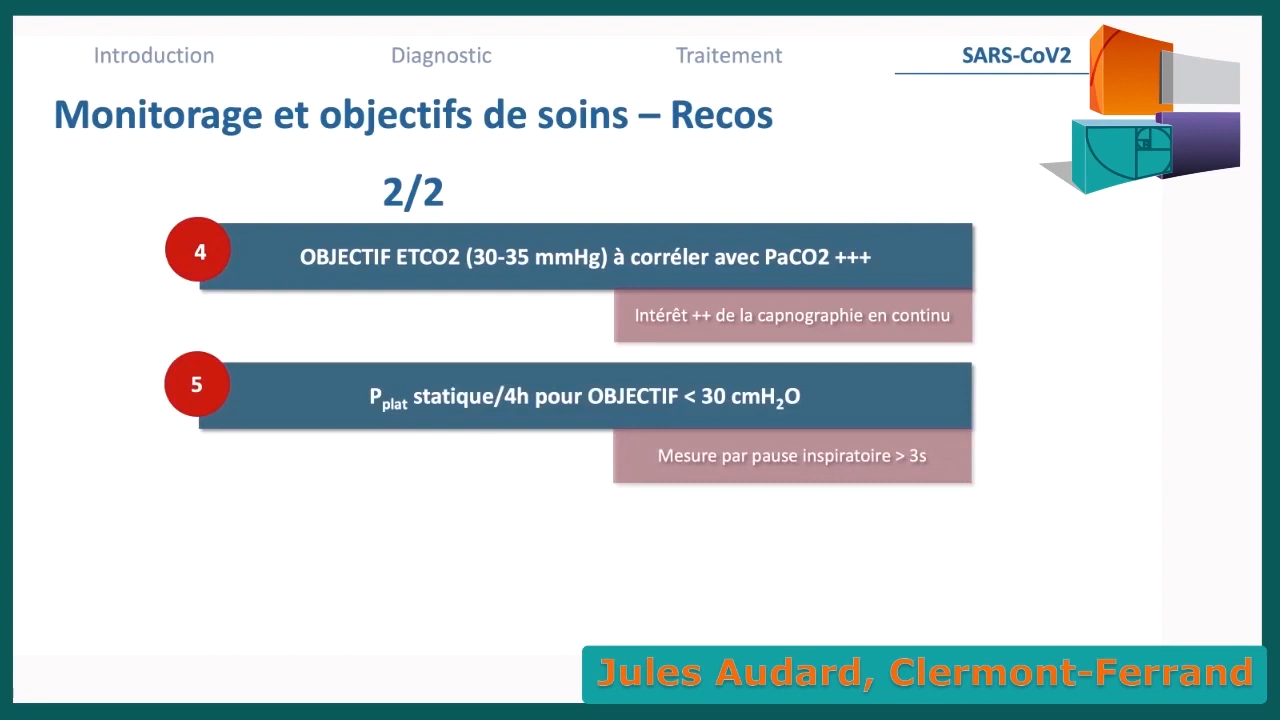 Introduction Diagnostic Traitement SARS-CoV2
Monitorage et objectifs de soins – Recos
2/2
4 OBJECTIF ETCO2 (30-35 mmHg) à corréler avec PaCO2 +++
Intérêt ++ de la capnographie en continu
5 Pplat statique/4h pour OBJECTIF < 30 cmH2O
Mesure par pause inspiratoire > 3s
Jules Audard, Clermont-Ferrand